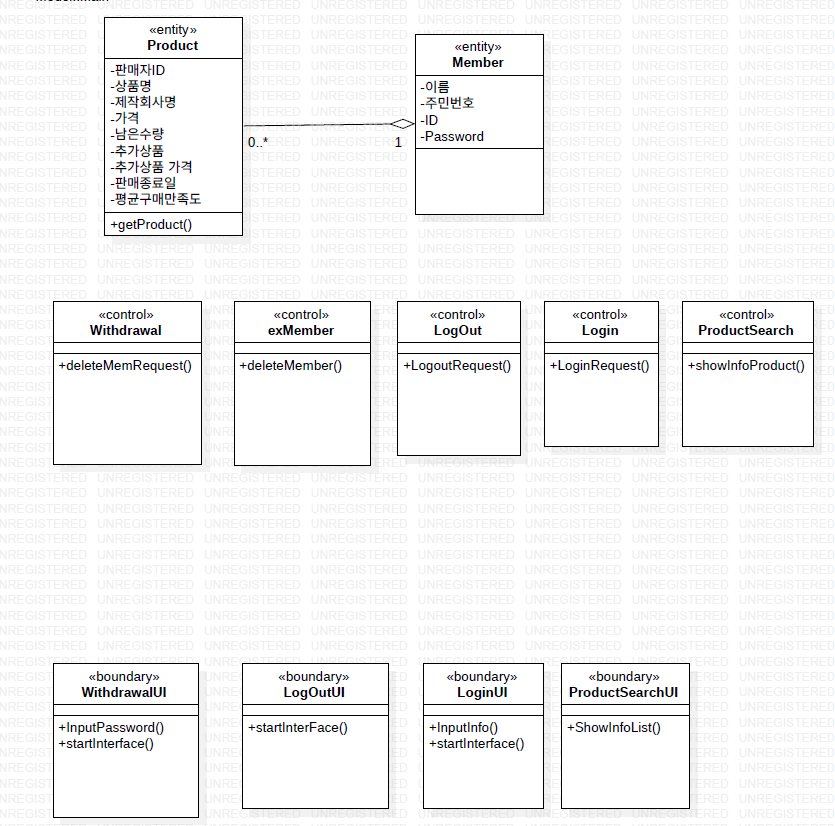 «entity»
Product
-판매자ID
-상품명
-제작회사명
-가격
-남은수량
-추가상품
-추가상품 가격
-판매종료일
-평균구매만족도
+getProduct()
0..*
1
«entity»
Member
-이름
-주민번호
-ID
-Password
«control»
Withdrawal
+deleteMemRequest()
«control»
exMember
+deleteMember()
«control»
LogOut
+LogoutRequest()
«control»
Login
+LoginRequest()
«control»
ProductSearch
+showInfoProduct()
«boundary»
WithdrawalUI
+InputPassword()
+startInterface()
«boundary»
LogOutUI
+startInterFace()
«boundary»
LoginUI
+InputInfo()
+startInterface()
«boundary»
ProductSearchUI
+ShowInfoList()
UNREGISTERED